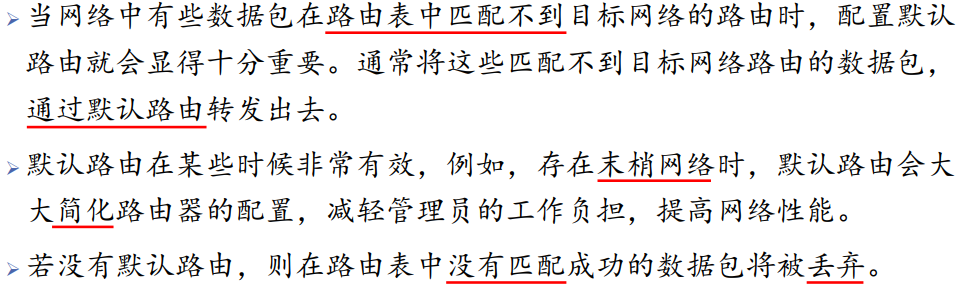 ➢ 当网络中有些数据包在路由表中匹配不到目标网络的路由时，配置默认
路由就会显得十分重要。通常将这些匹配不到目标网络路由的数据包，
通过默认路由转发出去。
➢ 默认路由在某些时候非常有效，例如，存在末梢网络时，默认路由会大
大简化路由器的配置，减轻管理员的工作负担，提高网络性能。
➢ 若没有默认路由，则在路由表中没有匹配成功的数据包将被丢弃。